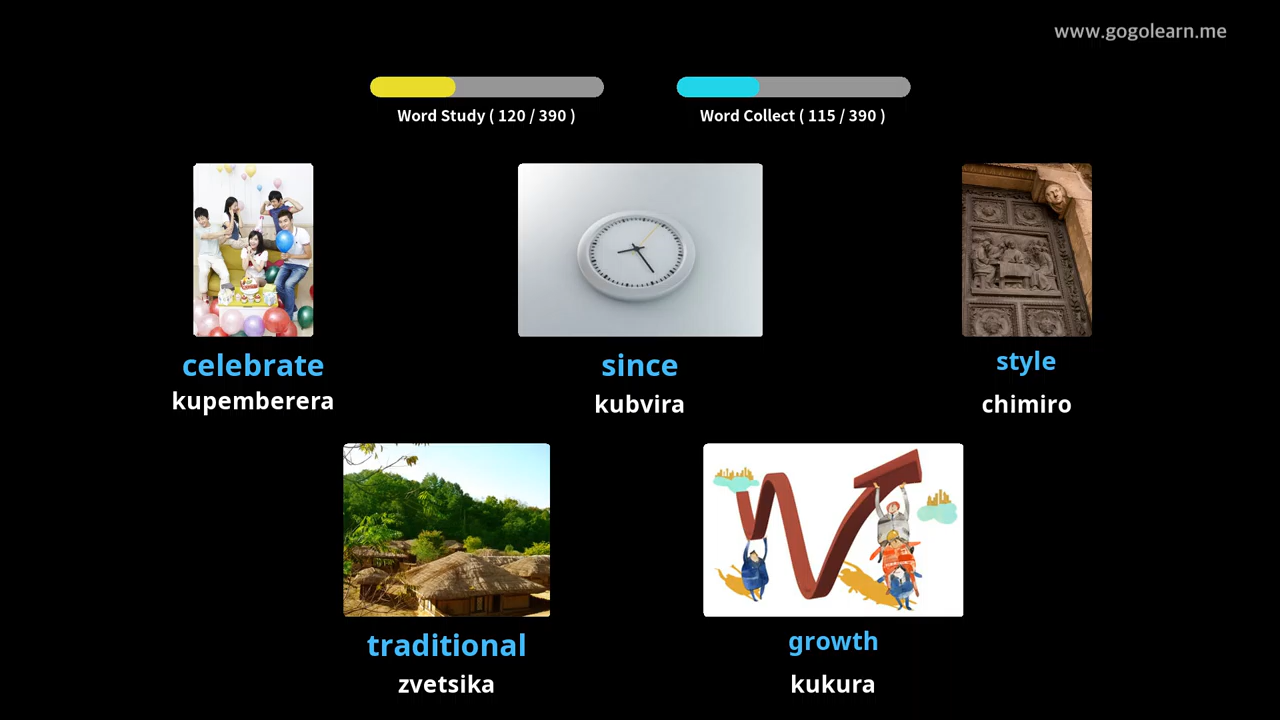 www.gogolearn.me
Word Study ( 120 / 390 )
Word Collect ( 115 / 390 )
celebrate
kupemberera
since
kubvira
style
chimiro
traditional
zvetsika
growth
kukura